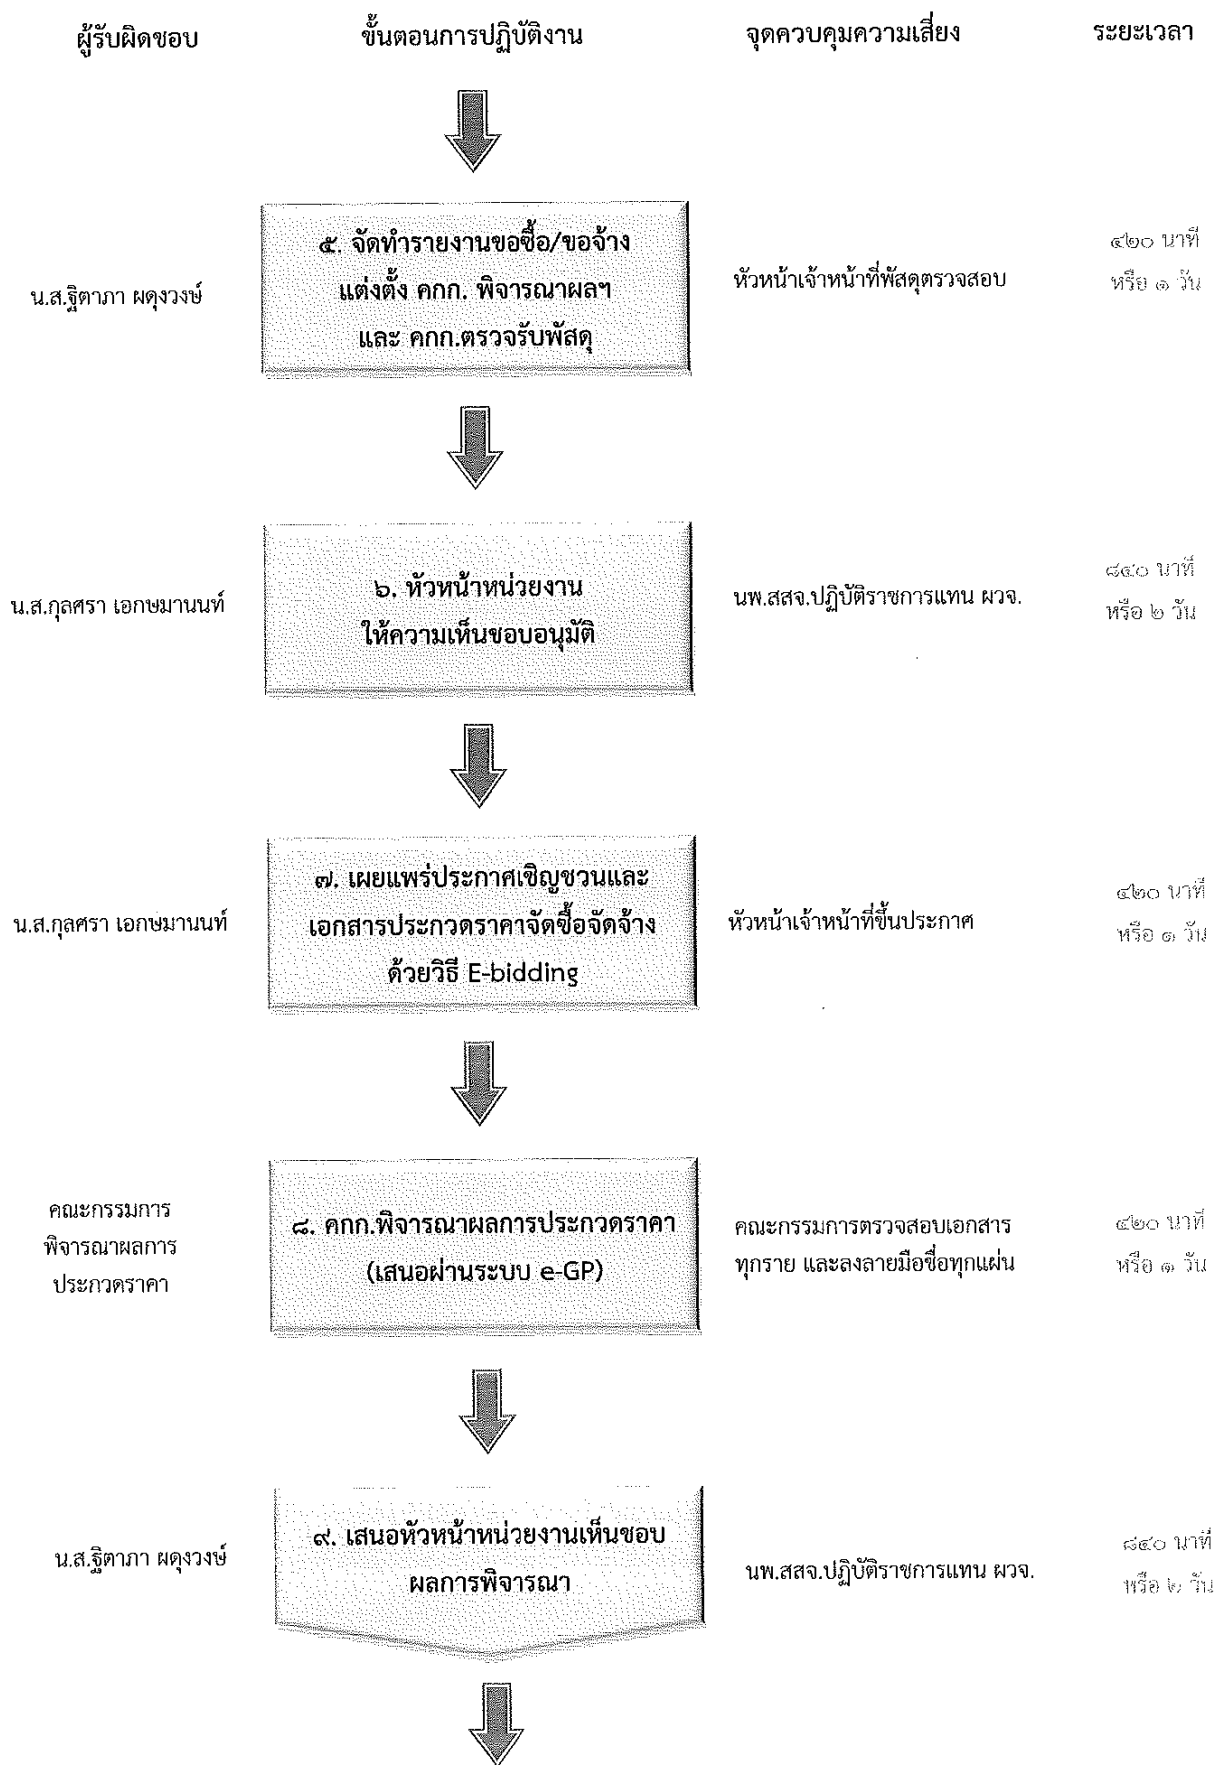 ผู้รับผิดชอบ ขั้นตอนการปฏิบัติงาน จุดควบคุมความเสี่ยง ระยะเวลา
น.ส.ฐิตาภา ผดุงวงษ์
๕. จัดทำรายงานขอซื้อ/ขอจ้าง
แต่งตั้ง คกก. พิจารณาผลฯ
และ คกก.ตรวจรับพัสดุ
หัวหน้าเจ้าหน้าที่พัสดุตรวจสอบ
๔๒๐ นาที
หรือ ๑ วัน
น.ส.กุลศรา เอกษมานนท์
๖. หัวหน้าหน่วยงาน
ให้ความเห็นชอบอนุมัติ
นพ.สสจ.ปฏิบัติราชการแทน ผวจ.
๘๔๐ นาที
หรือ ๒ วัน
น.ส.กุลศรา เอกษมานนท์
๗. เผยแพร่ประกาศเชิญชวนและ
เอกสารประกวดราคาจัดซื้อจัดจ้าง
ด้วยวิธี E-bidding
หัวหน้าเจ้าหน้าที่ขึ้นประกาศ
๔๒๐ นาที
หรือ ๑ วัน
คณะกรรมการ
พิจารณาผลการ
ประกวดราคา
๘. คกก.พิจารณาผลการประกวดราคา
(เสนอผ่านระบบ e-GP)
คณะกรรมการตรวจสอบเอกสาร
ทุกราย และลงลายมือชื่อทุกแผ่น
๔๒๐ นาที
หรือ ๑ วัน
น.ส.ฐิตาภา ผดุงวงษ์
๙. เสนอหัวหน้าหน่วยงานเห็นชอบ
ผลการพิจารณา
นพ.สสจ.ปฏิบัติราชการแทน ผวจ.
๘๔๐ นาที
หรือ ๒ วัน